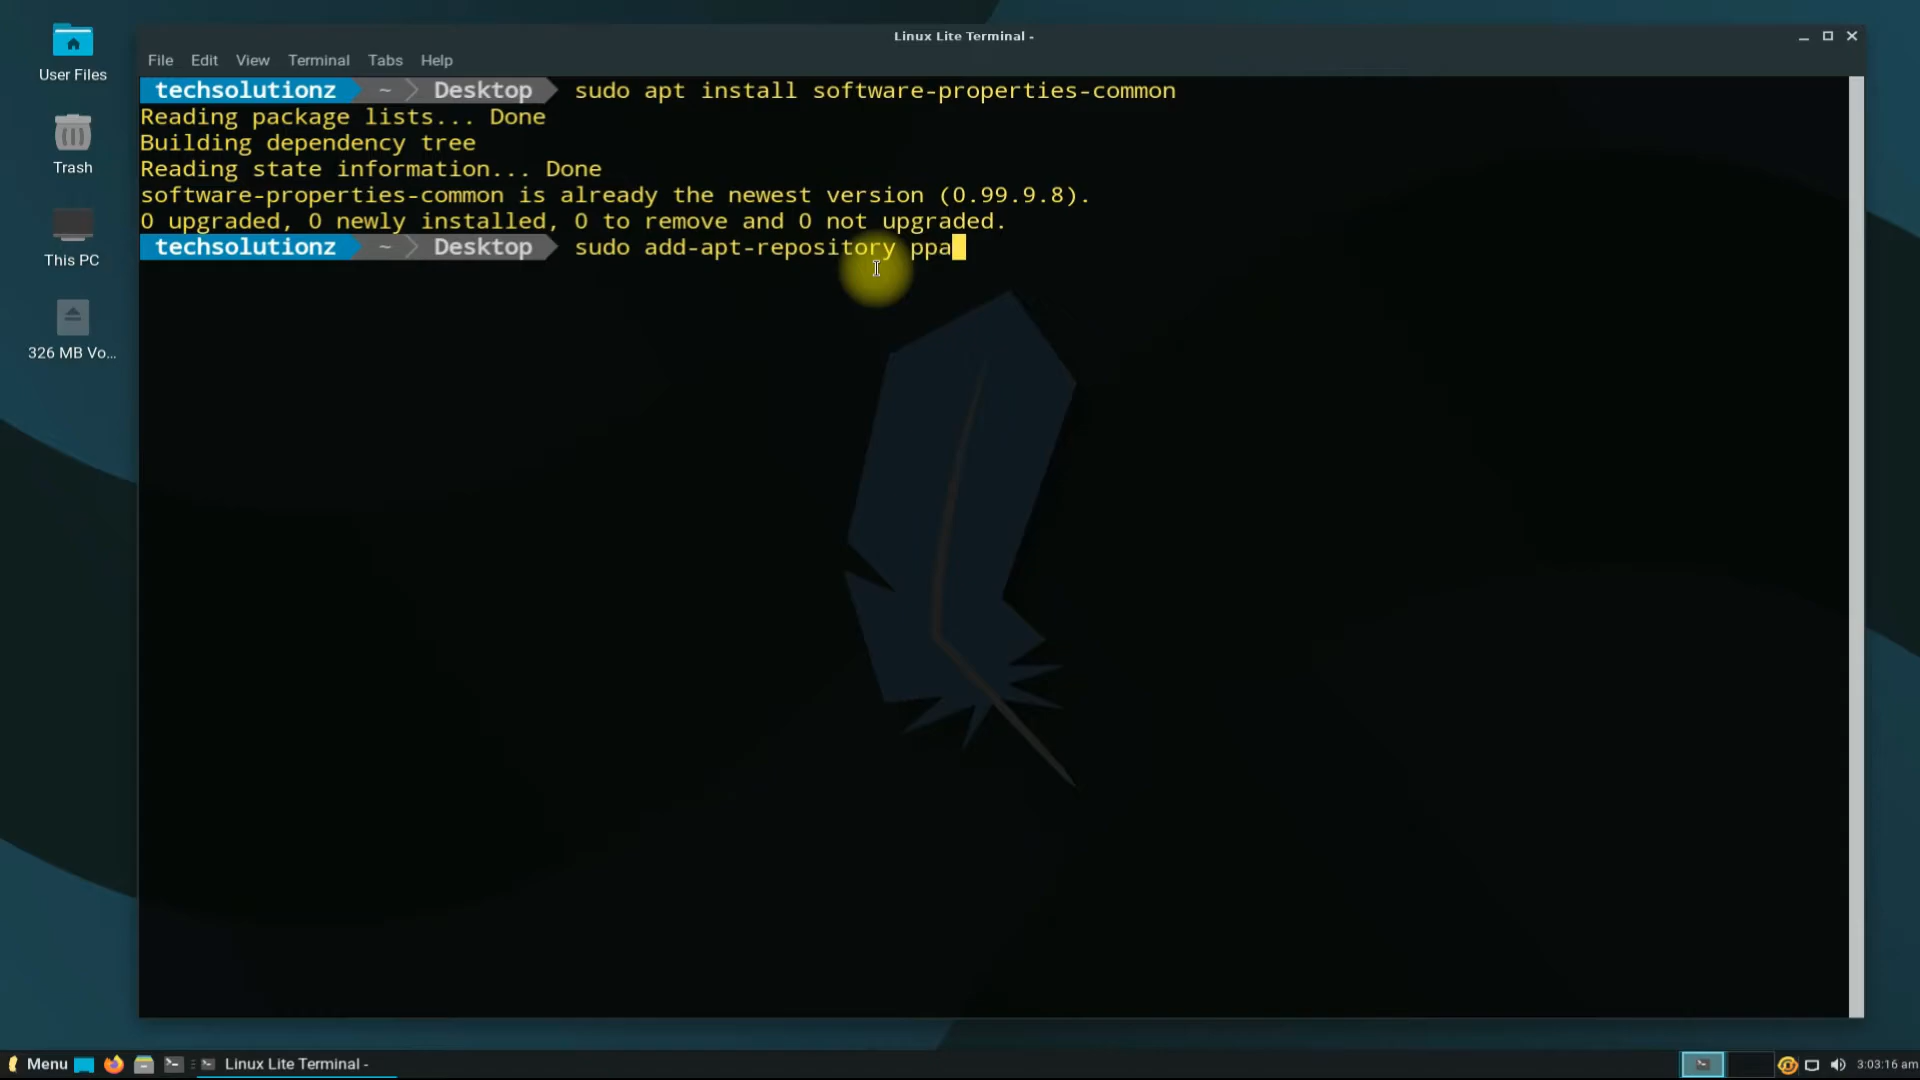 Linux Lite Terminal -
User Files
Trash
This PC
326 MB Vo...
File Edit View Terminal Tabs Help
techsolutionz ~ Desktop sudo apt install software-properties-common
Reading package lists... Done
Building dependency tree
Reading state information... Done
software-properties-common is already the newest version (0.99.9.8).
0 upgraded, 0 newly installed, 0 to remove and 0 not upgraded.
techsolutionz ~ Desktop sudo add-apt-repository ppa
Menu Linux Lite Terminal - 3:03:16 am